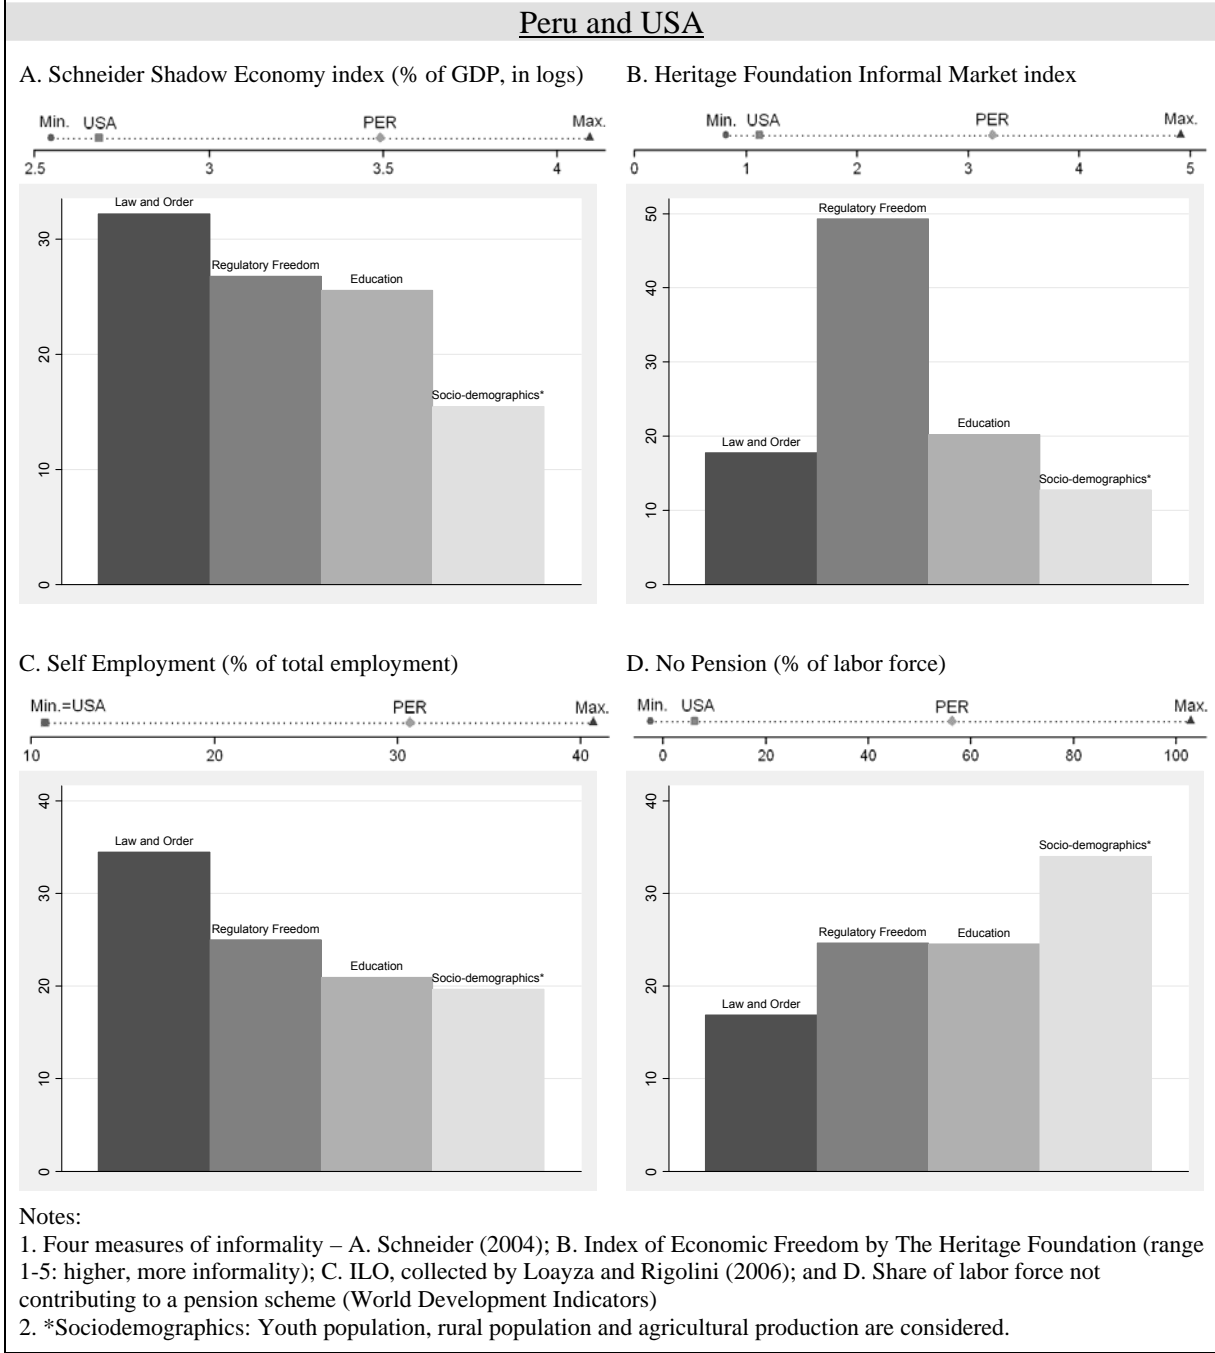 Peru and USA
A. Schneider Shadow Economy index (% of GDP, in logs)
Min. USA PER Max.
2.5 3 3.5 4
Law and Order
Regulatory Freedom
Education
Socio-demographics*
30
20
10
0
B. Heritage Foundation Informal Market index
Min. USA PER Max.
0 1 2 3 4 5
Regulatory Freedom
Law and Order
Education
Socio-demographics*
50
40
30
20
10
0
C. Self Employment (% of total employment)
Min.=USA PER Max.
10 20 30 40
Law and Order
Regulatory Freedom
Education
Socio-demographics*
40
30
20
10
0
D. No Pension (% of labor force)
Min. USA PER Max.
0 20 40 60 80 100
Socio-demographics*
Regulatory Freedom
Education
Law and Order
40
30
20
10
0
Notes:
1. Four measures of informality – A. Schneider (2004); B. Index of Economic Freedom by The Heritage Foundation (range
1-5: higher, more informality); C. ILO, collected by Loayza and Rigolini (2006); and D. Share of labor force not
contributing to a pension scheme (World Development Indicators)
2. *Sociodemographics: Youth population, rural population and agricultural production are considered.